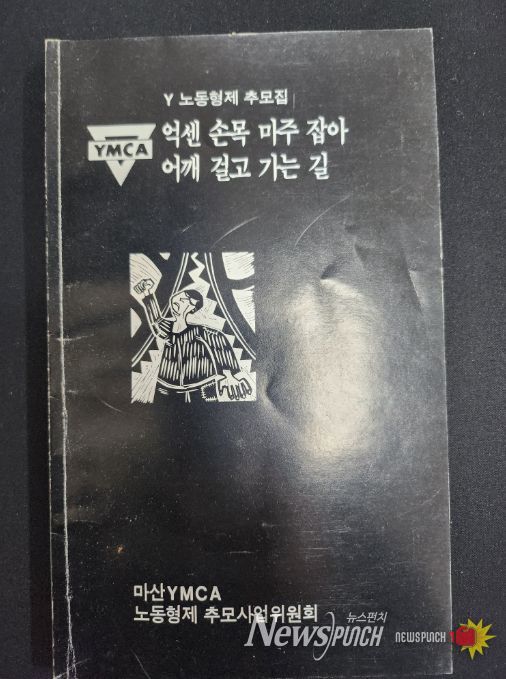 Y 노동형제 추모집
YMCA
억센 손목 마주 잡아
어깨 걸고 가는 길
마산YMCA
노동형제 추모사업위원회
뉴스펀치
NewsPUNCH
NEWSPUNCH